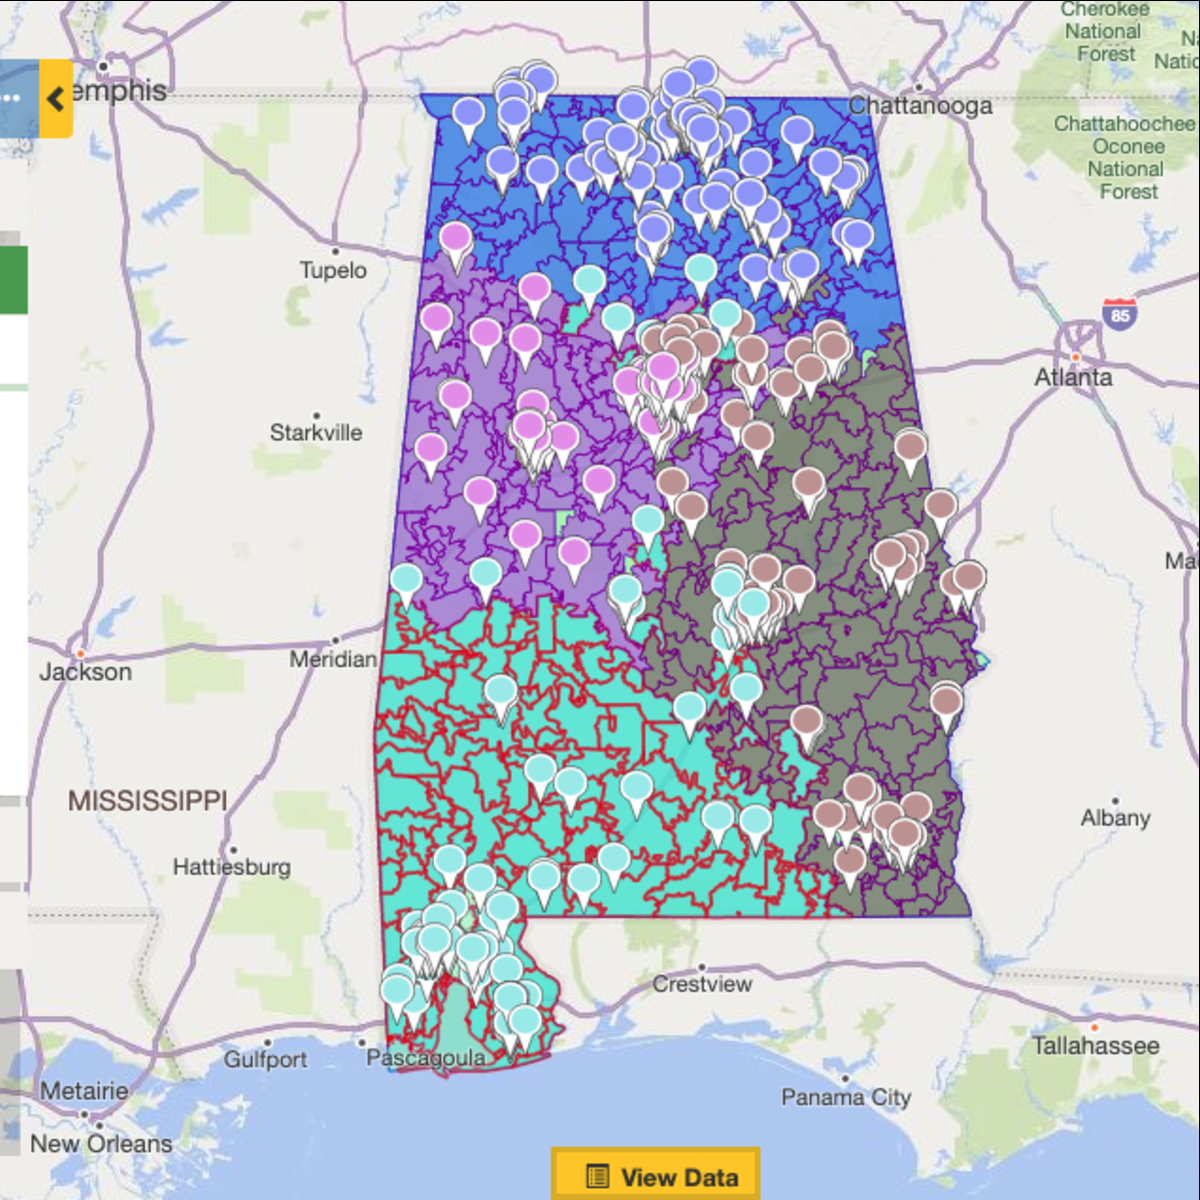 Cherokee
National
Forest
Na
Natio
...
emphis
Chattanooga
Chattahoochee
Oconee
National
Forest
Tupelo
85
Atlanta
Starkville
Ma
Jackson
Meridian
MISSISSIPPI
Albany
Hattiesburg
Crestview
Gulfport
Pascagoula
Tallahassee
Metairie
Panama City
New Orleans
View Data